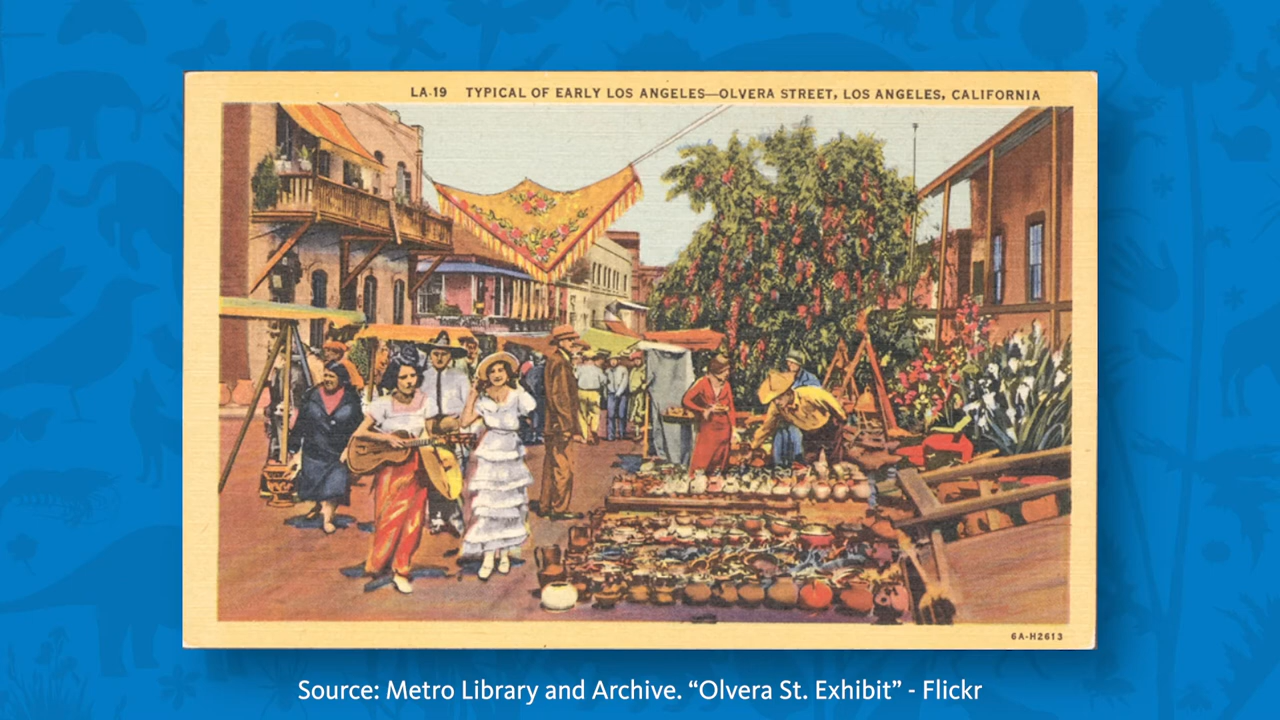 LA-19 TYPICAL OF EARLY LOS ANGELES—OLVERA STREET, LOS ANGELES, CALIFORNIA
6A-H2613
Source: Metro Library and Archive. “Olvera St. Exhibit” - Flickr